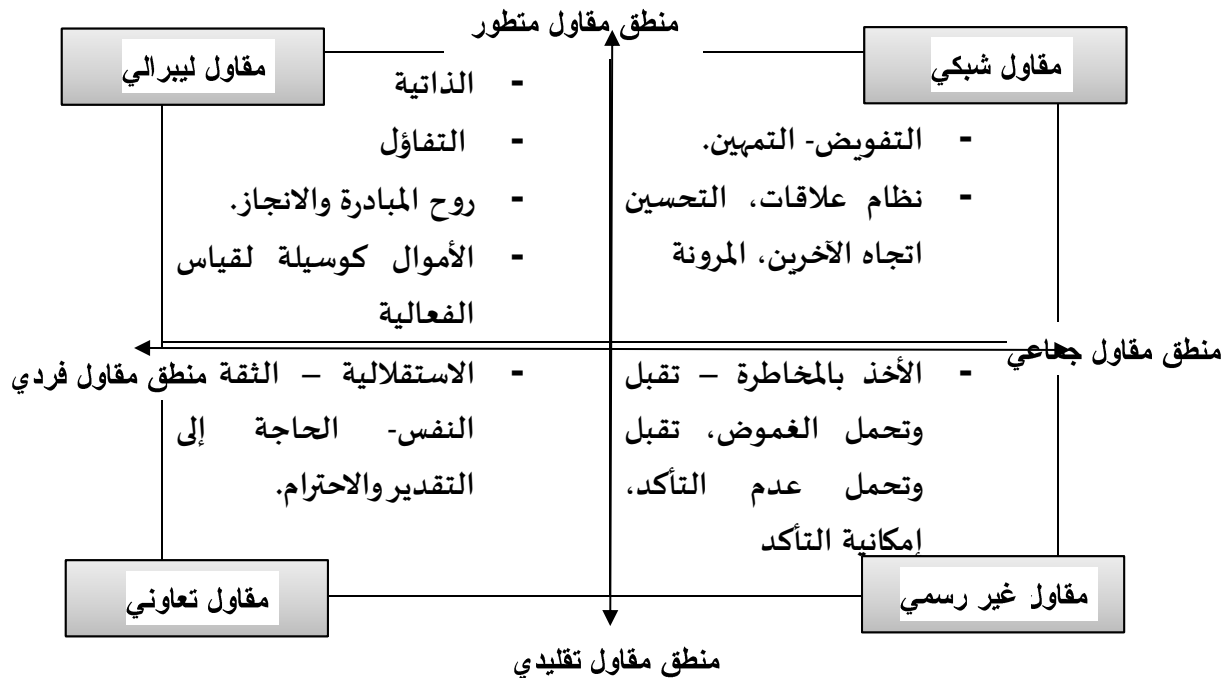 منطق مقاول متطور
مقاول شبكي
مقاول ليبرالي
- التفويض- التمهين.
- نظام علاقات، التحسين
اتجاه الآخرين، المرونة
- الذاتية
- التفاؤل
- روح المبادرة والانجاز.
- الأموال كوسيلة لقياس
الفعالية
منطق مقاول جماعي
منطق مقاول فردي
- الأخذ بالمخاطرة – تقبل
وتحمل الغموض، تقبل
وتحمل عدم التأكد،
إمكانية التأكد
- الاستقلالية – الثقة
النفس- الحاجة إلى
التقدير والاحترام.
مقاول غير رسمي
مقاول تعاوني
منطق مقاول تقليدي